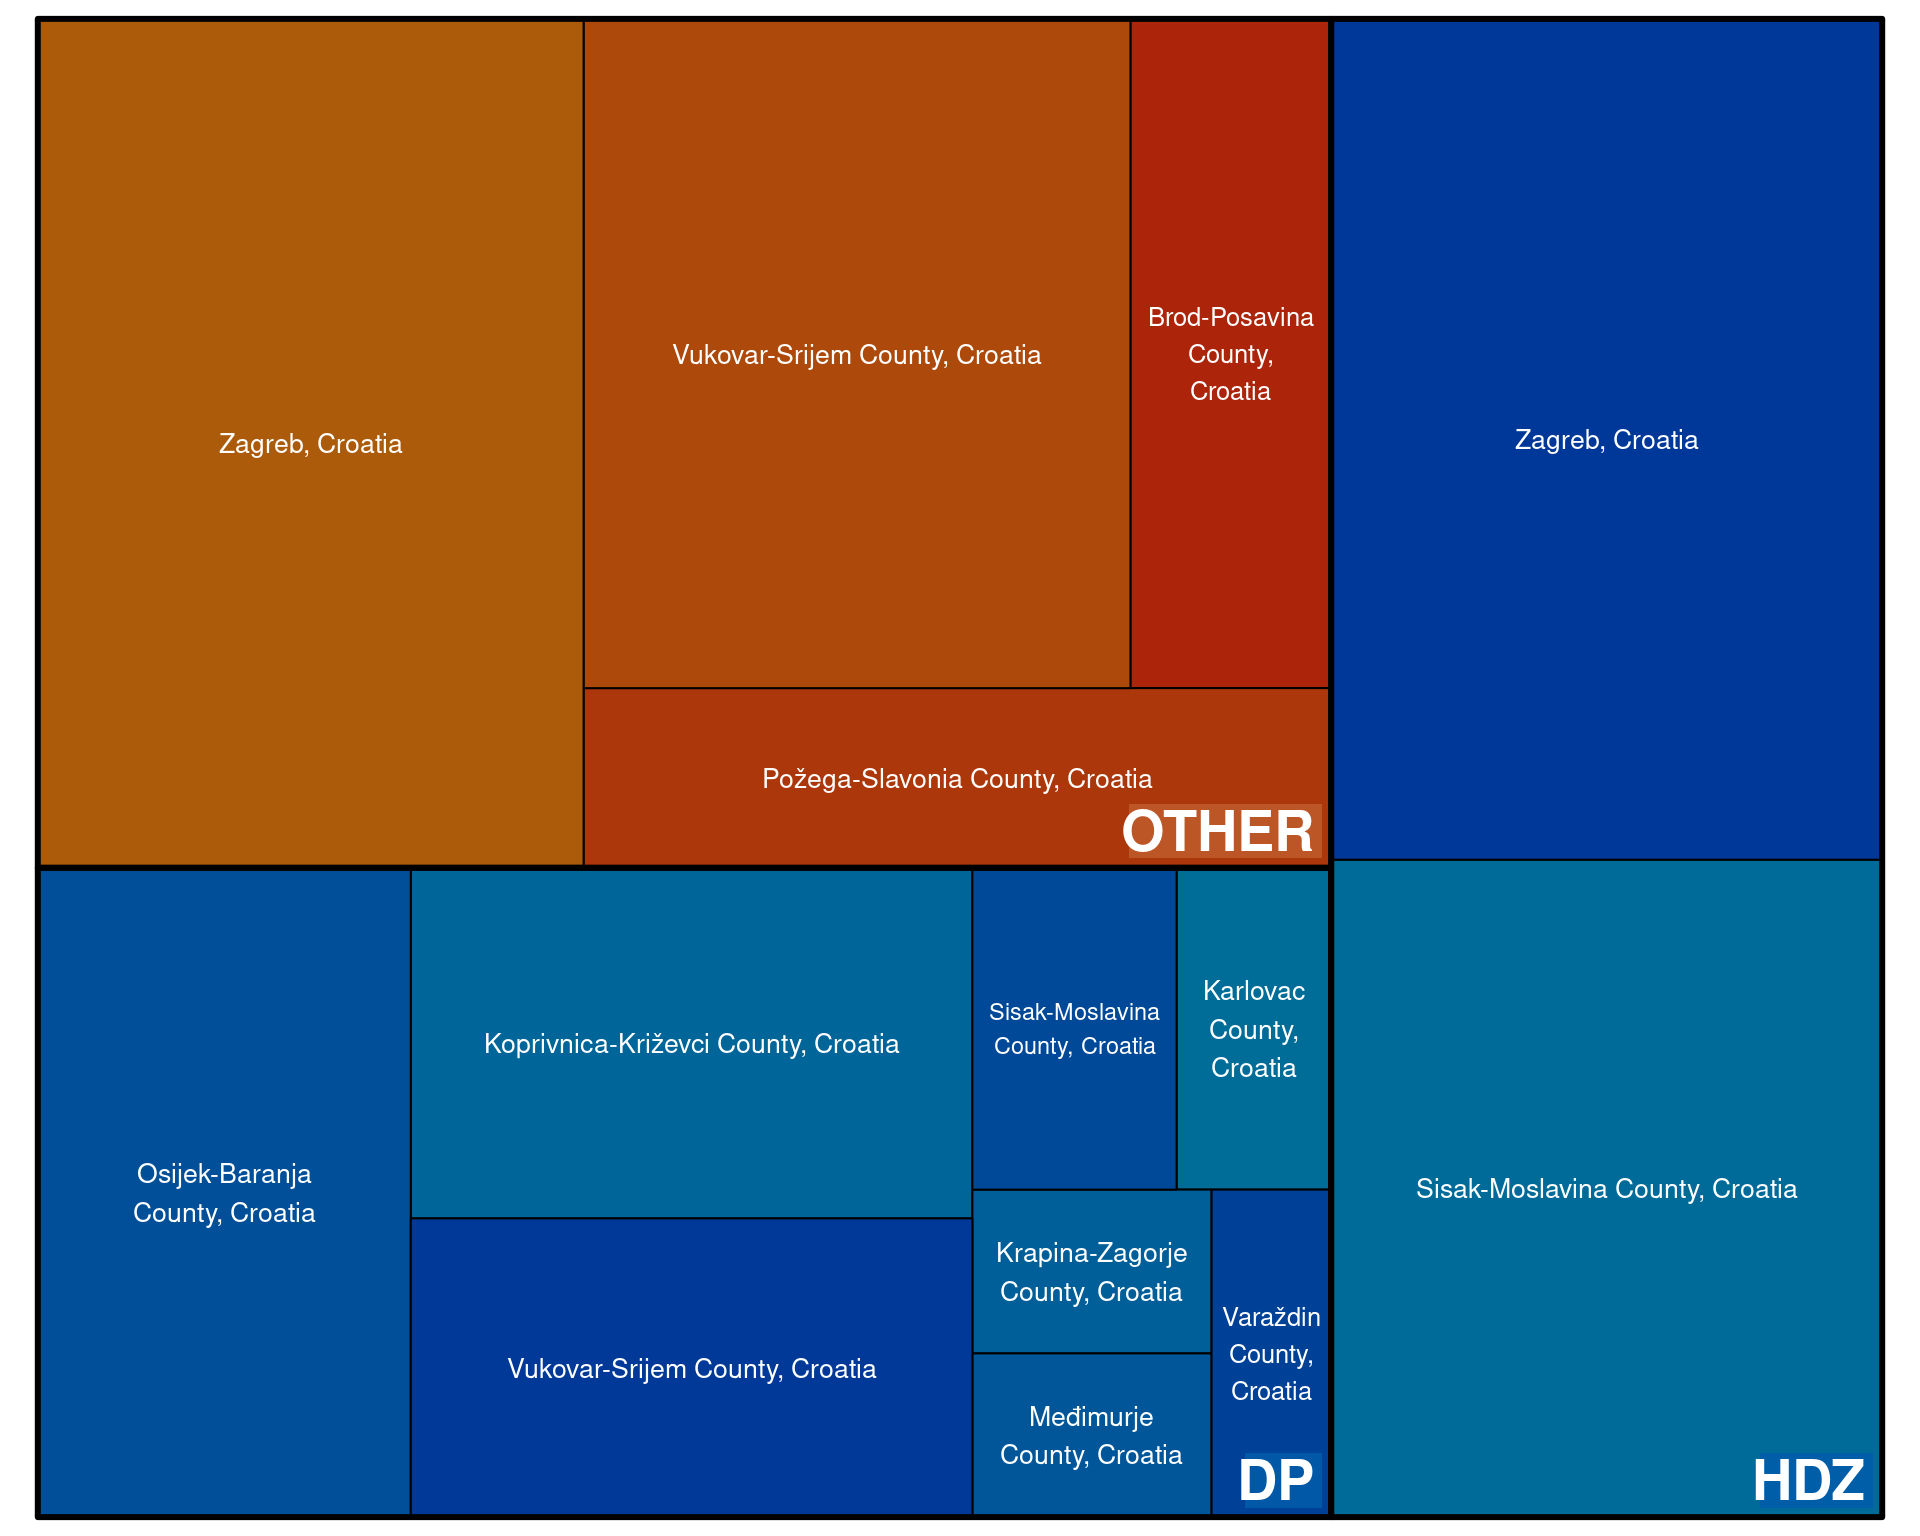 Zagreb, Croatia
Vukovar-Srijem County, Croatia
Brod-Posavina
County,
Croatia
Požega-Slavonia County, Croatia
OTHER
Zagreb, Croatia
Sisak-Moslavina County, Croatia
HDZ
Osijek-Baranja
County, Croatia
Koprivnica-Križevci County, Croatia
Vukovar-Srijem County, Croatia
Sisak-Moslavina
County, Croatia
Karlovac
County,
Croatia
Krapina-Zagorje
County, Croatia
Međimurje
County, Croatia
Varaždin
County,
Croatia
DP